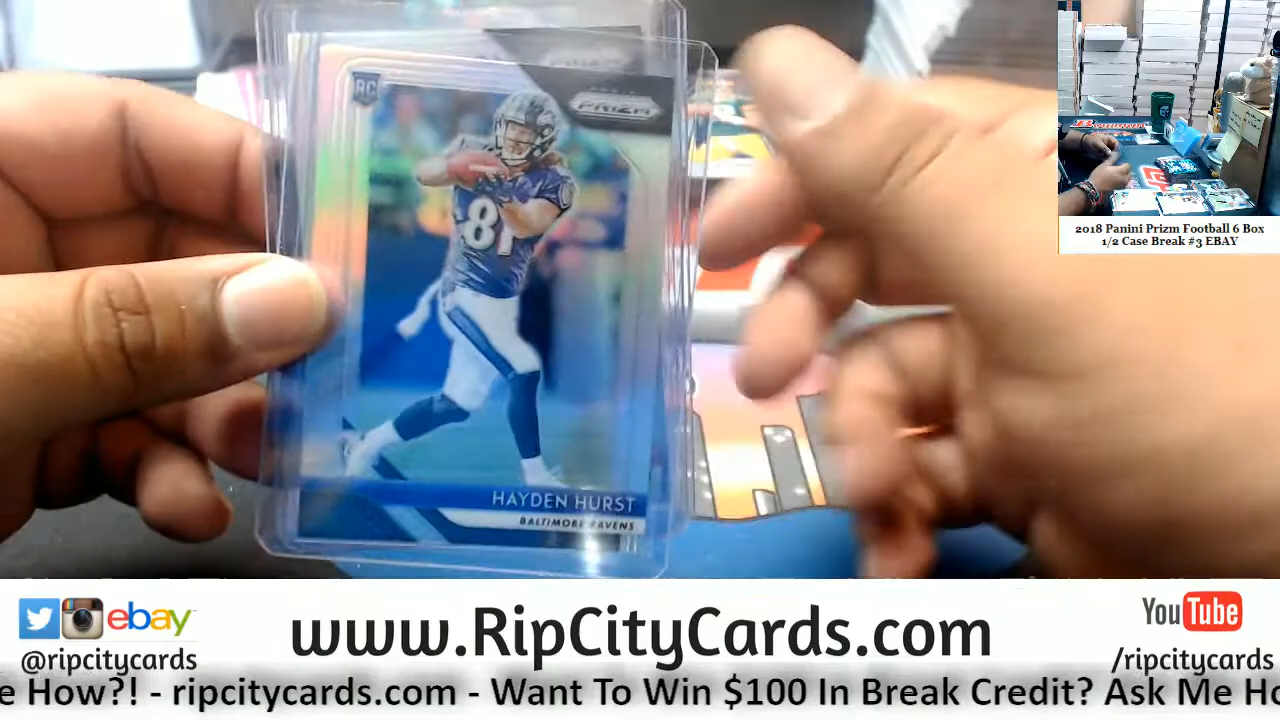 RC
PRIZM
81
HAYDEN HURST
BALTIMORE RAVENS
2018 Panini Prizm Football 6 Box
1/2 Case Break #3 EBAY
ebay
@ripcitycards
www.RipCityCards.com
YouTube
/ripcitycards
e How?! - ripcitycards.com - Want To Win $100 In Break Credit? Ask Me Ho